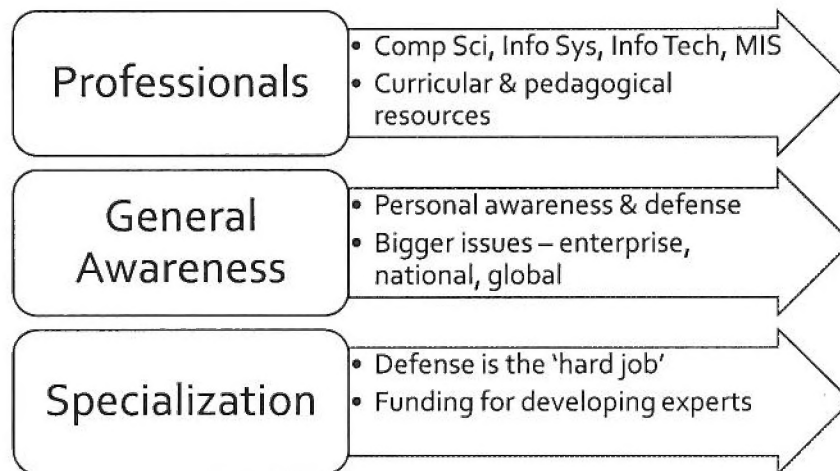 Professionals
• Comp Sci, Info Sys, Info Tech, MIS
• Curricular & pedagogical
resources
General
Awareness
• Personal awareness & defense
• Bigger issues – enterprise,
national, global
Specialization
• Defense is the ‘hard job’
• Funding for developing experts